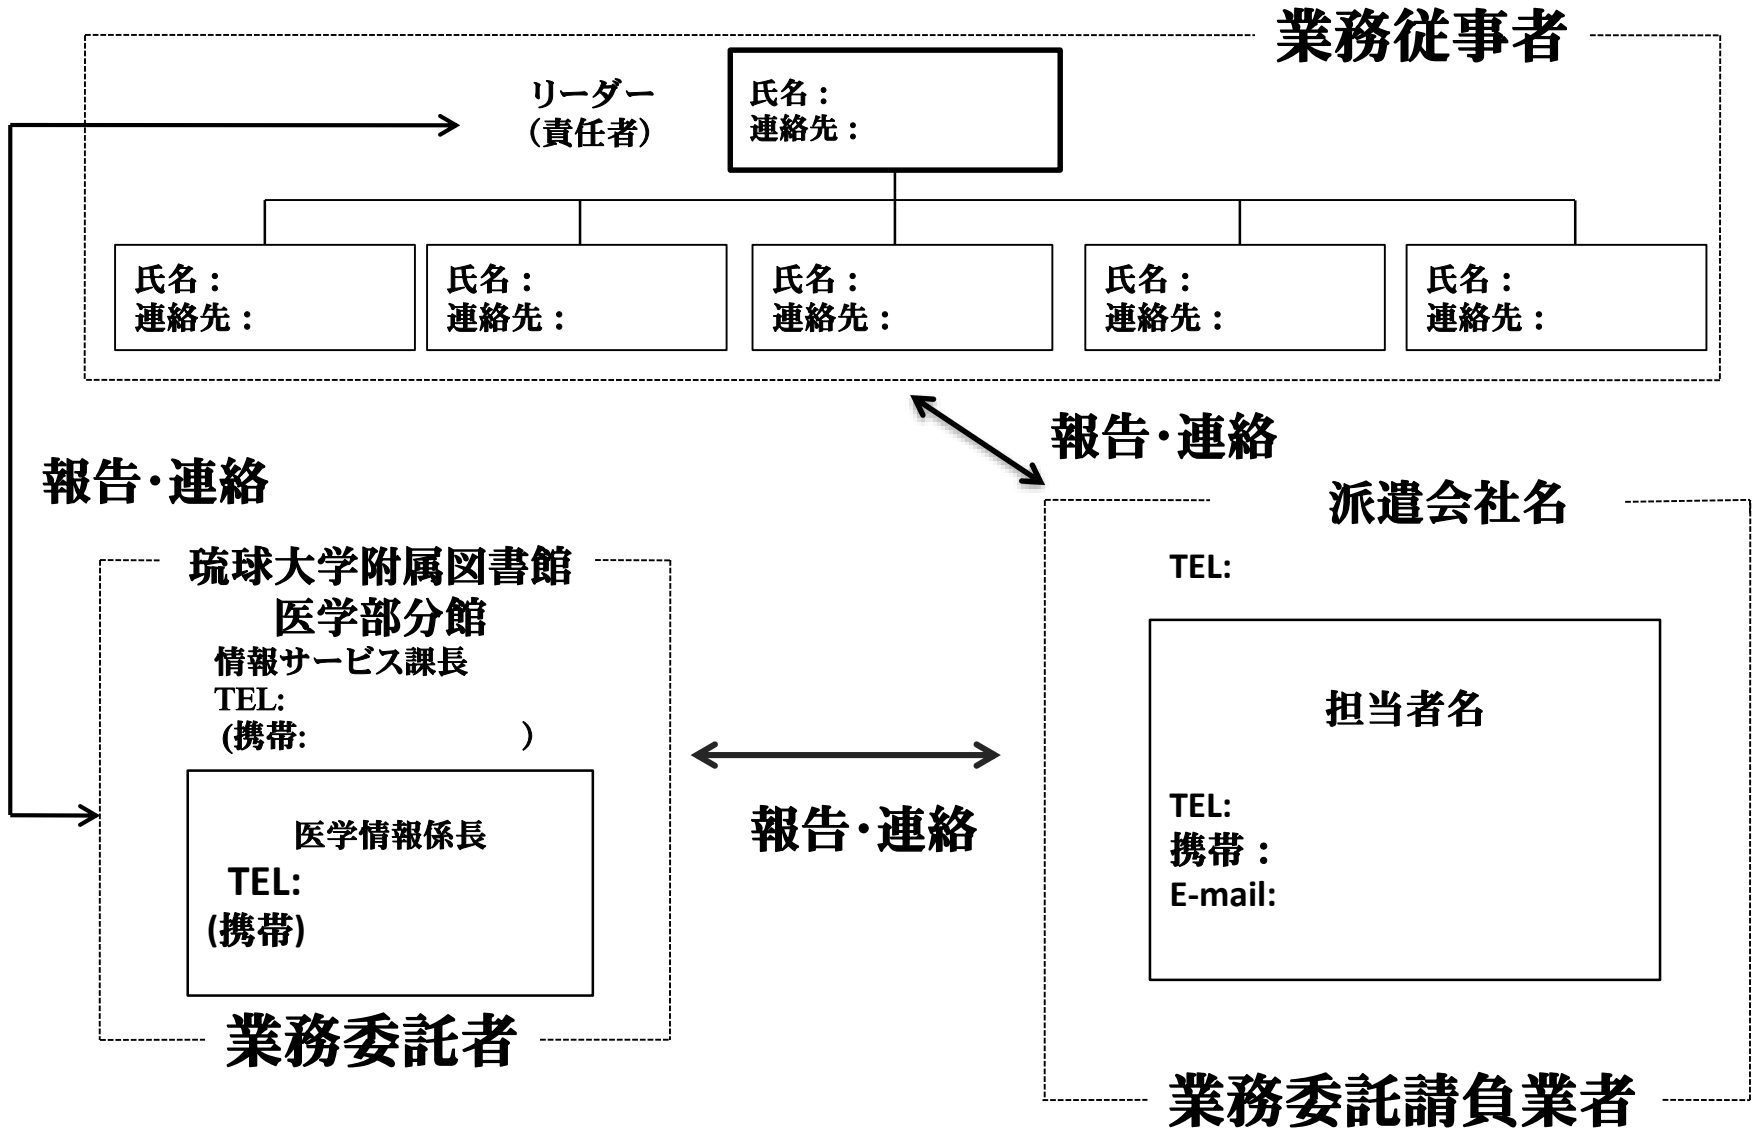 業務従事者
リーダー
（責任者）
氏名：
連絡先：
氏名：
連絡先：
氏名：
連絡先：
氏名：
連絡先：
氏名：
連絡先：
氏名：
連絡先：
報告・連絡
報告・連絡
琉球大学附属図書館
医学部分館
情報サービス課長
TEL:
(携帯:　　　　　　　)
医学情報係長
TEL:
(携帯)
業務委託者
報告・連絡
派遣会社名
TEL:
担当者名
TEL:
携帯：
E-mail:
業務委託請負業者